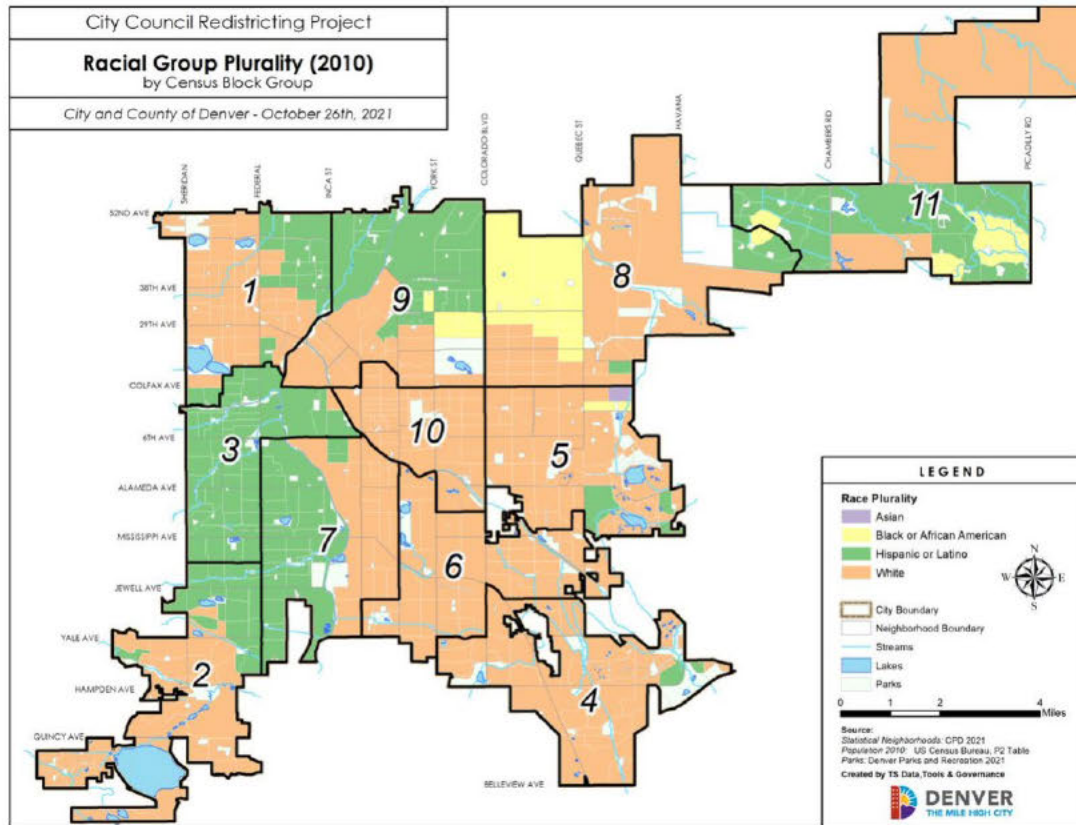 City Council Redistricting Project
Racial Group Plurality (2010)
by Census Block Group
City and County of Denver - October 26th, 2021
SHERIDAN
FEDERAL
INCA ST
YORK ST
COLORADO BLVD
QUEBEC ST
HAVANA
CHAMBERS RD
PICADILLY RD
52ND AVE
38TH AVE
29TH AVE
COLFAX AVE
6TH AVE
ALAMEDA AVE
MISSISSIPPI AVE
JEWELL AVE
YALE AVE
HAMPDEN AVE
QUINCY AVE
BELLEVIEW AVE
11
8
1
9
10
3
5
7
6
2
4
LEGEND
Race Plurality
Asian
Black or African American
Hispanic or Latino
White
N
W
E
S
City Boundary
Neighborhood Boundary
Streams
Lakes
Parks
0 1 2 4
Miles
Source:
Statistical Neighborhoods: CPD 2021
Population 2010: US Census Bureau, P2 Table
Parks: Denver Parks and Recreation 2021
Created by TS Data,Tools & Governance
DENVER
THE MILE HIGH CITY